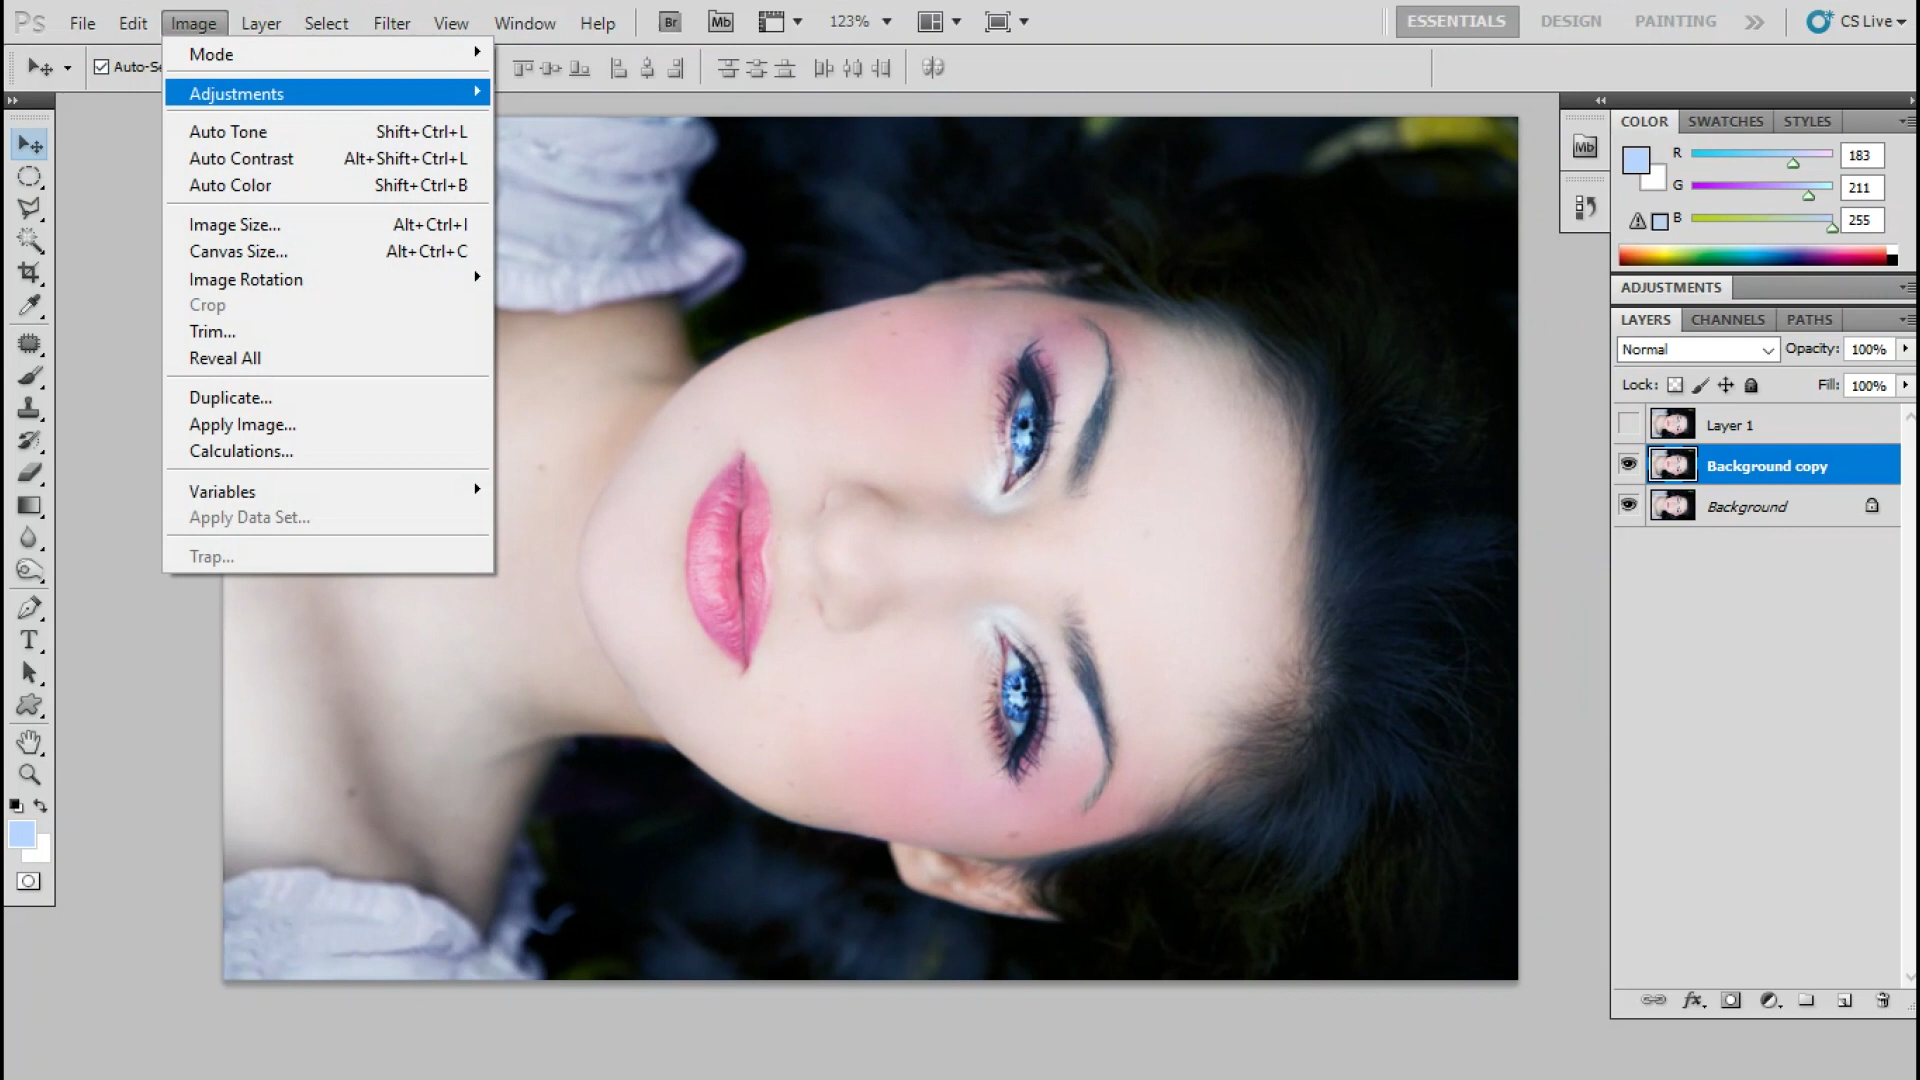 Ps File Edit Image Layer Select Filter View Window Help Br Mb 123% ESSENTIALS DESIGN PAINTING CS Live
Auto-Se
Mode
Adjustments
Auto Tone Shift+Ctrl+L
Auto Contrast Alt+Shift+Ctrl+L
Auto Color Shift+Ctrl+B
Image Size... Alt+Ctrl+I
Canvas Size... Alt+Ctrl+C
Image Rotation
Crop
Trim...
Reveal All
Duplicate...
Apply Image...
Calculations...
Variables
Apply Data Set...
Trap...
T
Mb
COLOR SWATCHES STYLES
R 183
G 211
B 255
ADJUSTMENTS
LAYERS CHANNELS PATHS
Normal Opacity: 100%
Lock: Fill: 100%
Layer 1
Background copy
Background
fx